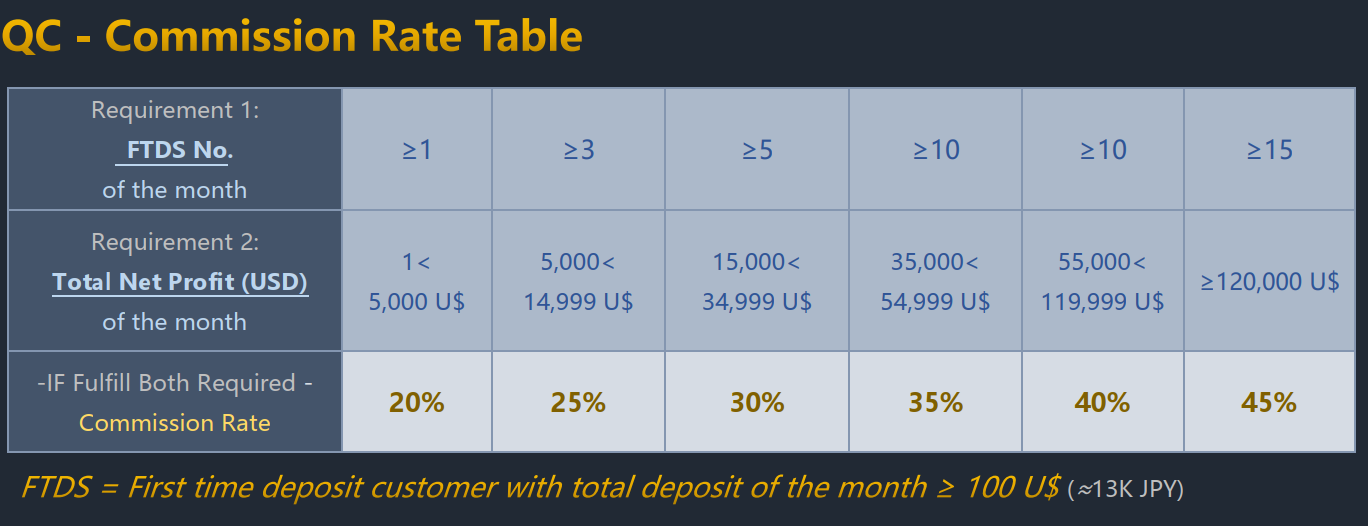 QC - Commission Rate Table
Requirement 1:
FTDS No.
of the month
≥1
≥3
≥5
≥10
≥10
≥15
Requirement 2:
Total Net Profit (USD)
of the month
1<
5,000 U$
5,000<
14,999 U$
15,000<
34,999 U$
35,000<
54,999 U$
55,000<
119,999 U$
≥120,000 U$
-IF Fulfill Both Required -
Commission Rate
20%
25%
30%
35%
40%
45%
FTDS = First time deposit customer with total deposit of the month ≥ 100 U$ (≈13K JPY)